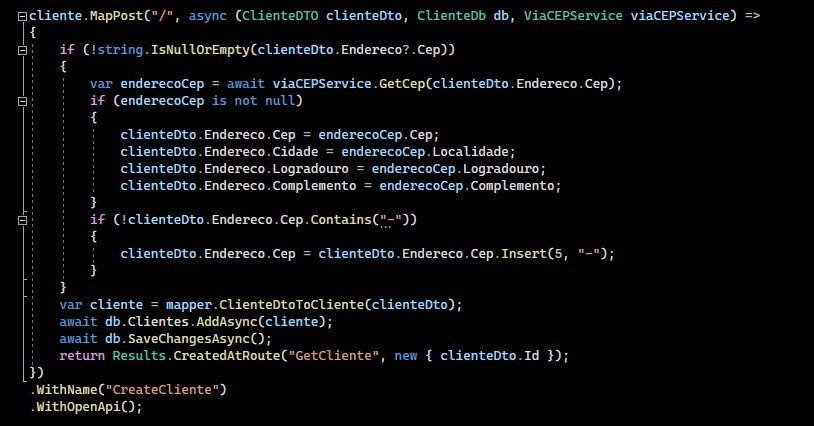 cliente.MapPost("/", async (ClienteDTO clienteDto, ClienteDb db, ViaCEPService viaCEPService) =>
{
    if (!string.IsNullOrEmpty(clienteDto.Endereco?.Cep))
    {
        var enderecoCep = await viaCEPService.GetCep(clienteDto.Endereco.Cep);
        if (enderecoCep is not null)
        {
            clienteDto.Endereco.Cep = enderecoCep.Cep;
            clienteDto.Endereco.Cidade = enderecoCep.Localidade;
            clienteDto.Endereco.Logradouro = enderecoCep.Logradouro;
            clienteDto.Endereco.Complemento = enderecoCep.Complemento;
        }
        if (!clienteDto.Endereco.Cep.Contains("-"))
        {
            clienteDto.Endereco.Cep = clienteDto.Endereco.Cep.Insert(5, "-");
        }
    }
    var cliente = mapper.ClienteDtoToCliente(clienteDto);
    await db.Clientes.AddAsync(cliente);
    await db.SaveChangesAsync();
    return Results.CreatedAtRoute("GetCliente", new { clienteDto.Id });
})
.WithName("CreateCliente")
.WithOpenApi();